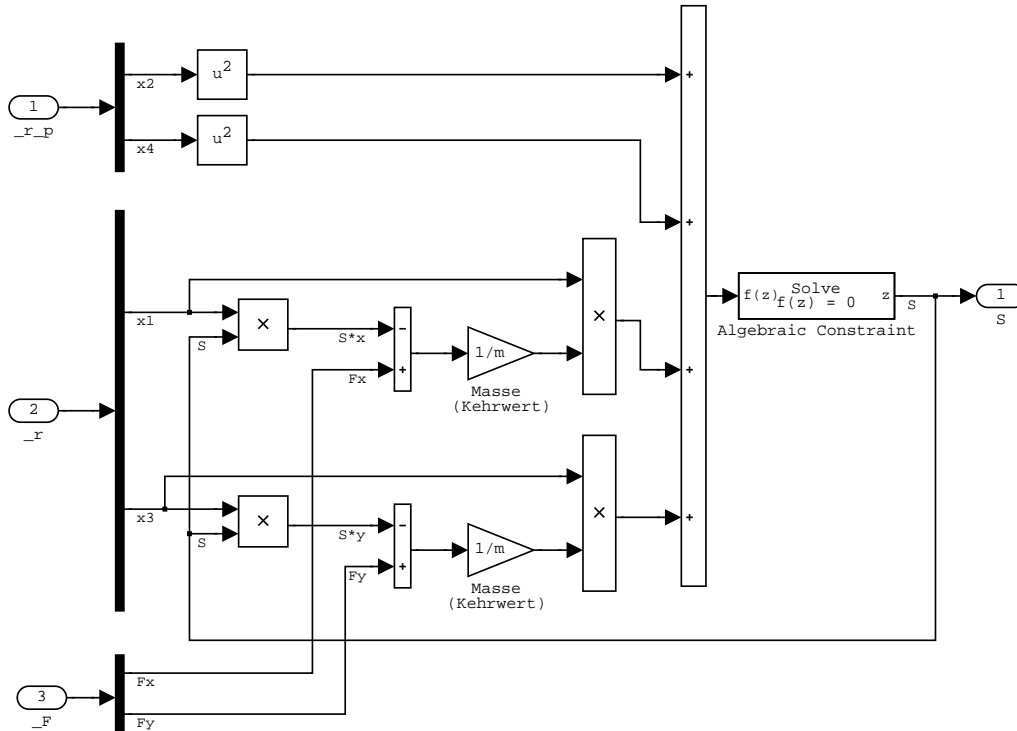 1
_r_p
x2
u²
x4
u²
+
+
+
+
2
_r
x1
S
×
S*x
Fx
-
+
1/m
Masse
(Kehrwert)
×
x3
S
×
S*y
Fy
-
+
1/m
Masse
(Kehrwert)
×
f(z) Solve z
f(z) = 0
Algebraic Constraint
S
1
S
3
_F
Fx
Fy